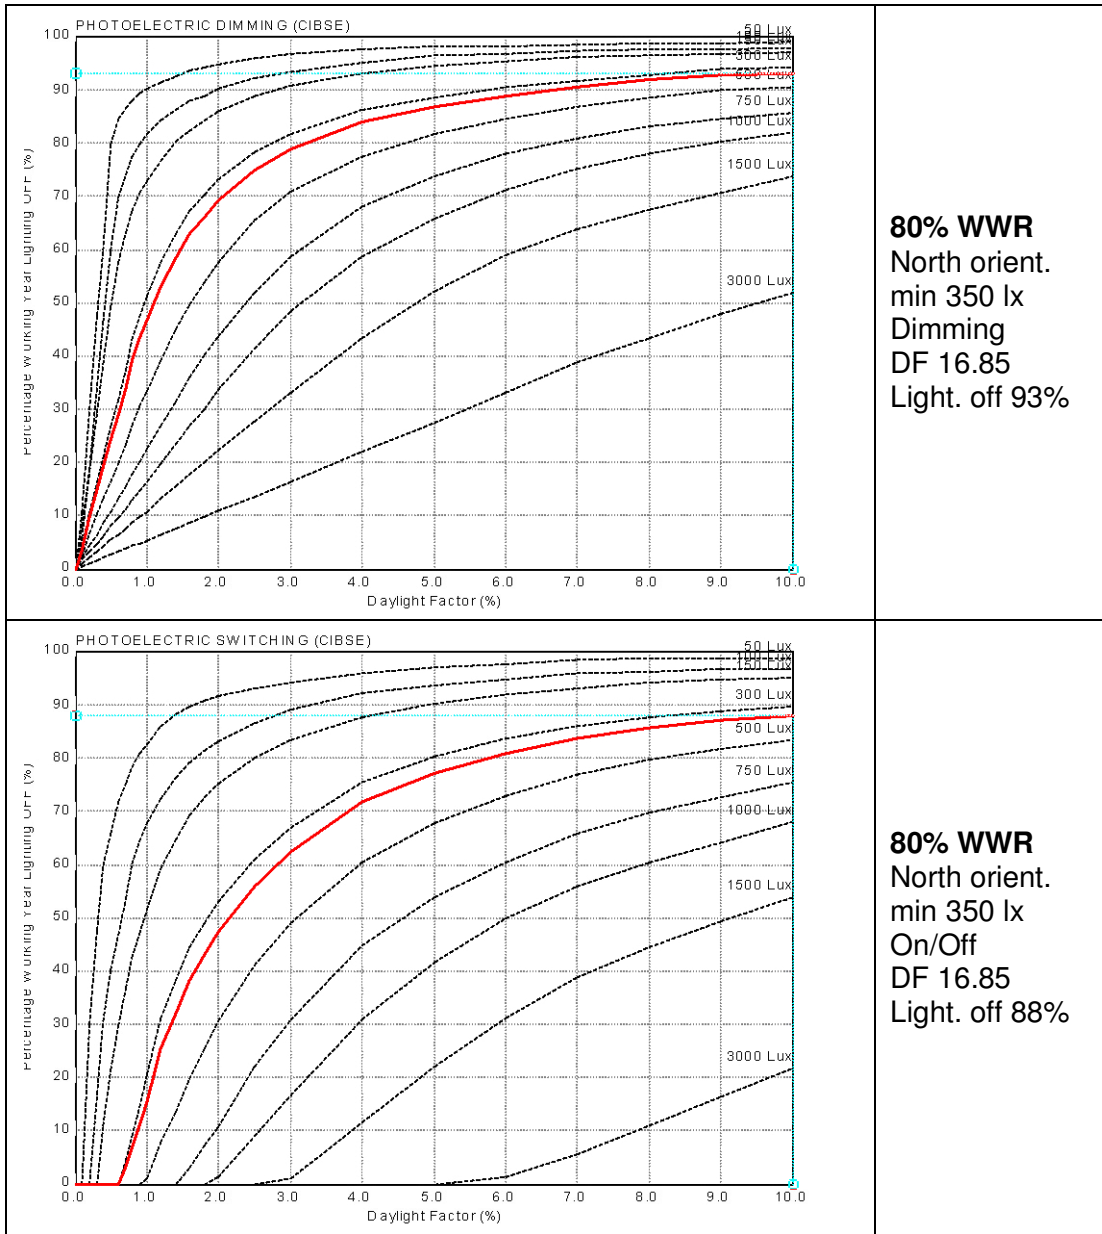 PHOTOELECTRIC DIMMING (CIBSE)
100
90
80
70
60
50
40
30
20
10
0
50 Lux
300 Lux
750 Lux
1000 Lux
1500 Lux
3000 Lux
0.0 1.0 2.0 3.0 4.0 5.0 6.0 7.0 8.0 9.0 10.0
Daylight Factor (%)
80% WWR
North orient.
min 350 lx
Dimming
DF 16.85
Light. off 93%
PHOTOELECTRIC SWITCHING (CIBSE)
100
90
80
70
60
50
40
30
20
10
0
50 Lux
150 Lux
300 Lux
500 Lux
750 Lux
1000 Lux
1500 Lux
3000 Lux
0.0 1.0 2.0 3.0 4.0 5.0 6.0 7.0 8.0 9.0 10.0
Daylight Factor (%)
80% WWR
North orient.
min 350 lx
On/Off
DF 16.85
Light. off 88%